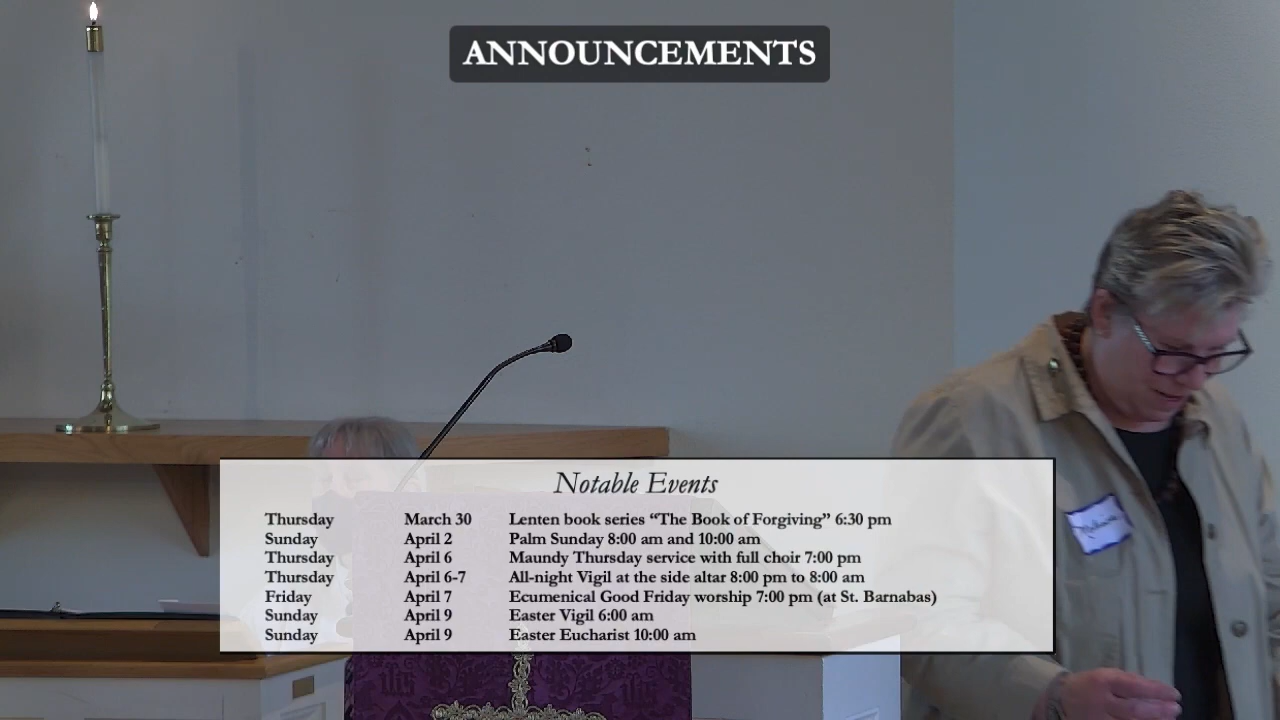 ANNOUNCEMENTS
Notable Events
Thursday March 30 Lenten book series “The Book of Forgiving” 6:30 pm
Sunday April 2 Palm Sunday 8:00 am and 10:00 am
Thursday April 6 Maundy Thursday service with full choir 7:00 pm
Thursday April 6-7 All-night Vigil at the side altar 8:00 pm to 8:00 am
Friday April 7 Ecumenical Good Friday worship 7:00 pm (at St. Barnabas)
Sunday April 9 Easter Vigil 6:00 am
Sunday April 9 Easter Eucharist 10:00 am